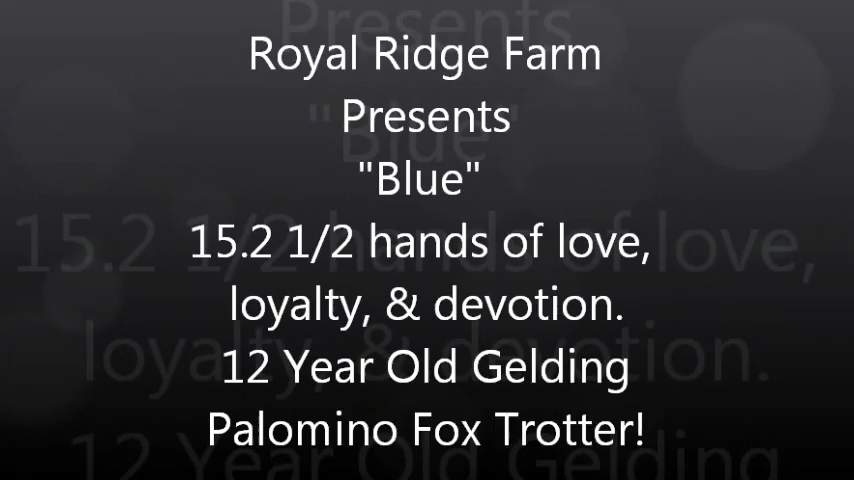 Royal Ridge Farm
Presents
"Blue"
15.2 1/2 hands of love,
loyalty, & devotion.
12 Year Old Gelding
Palomino Fox Trotter!